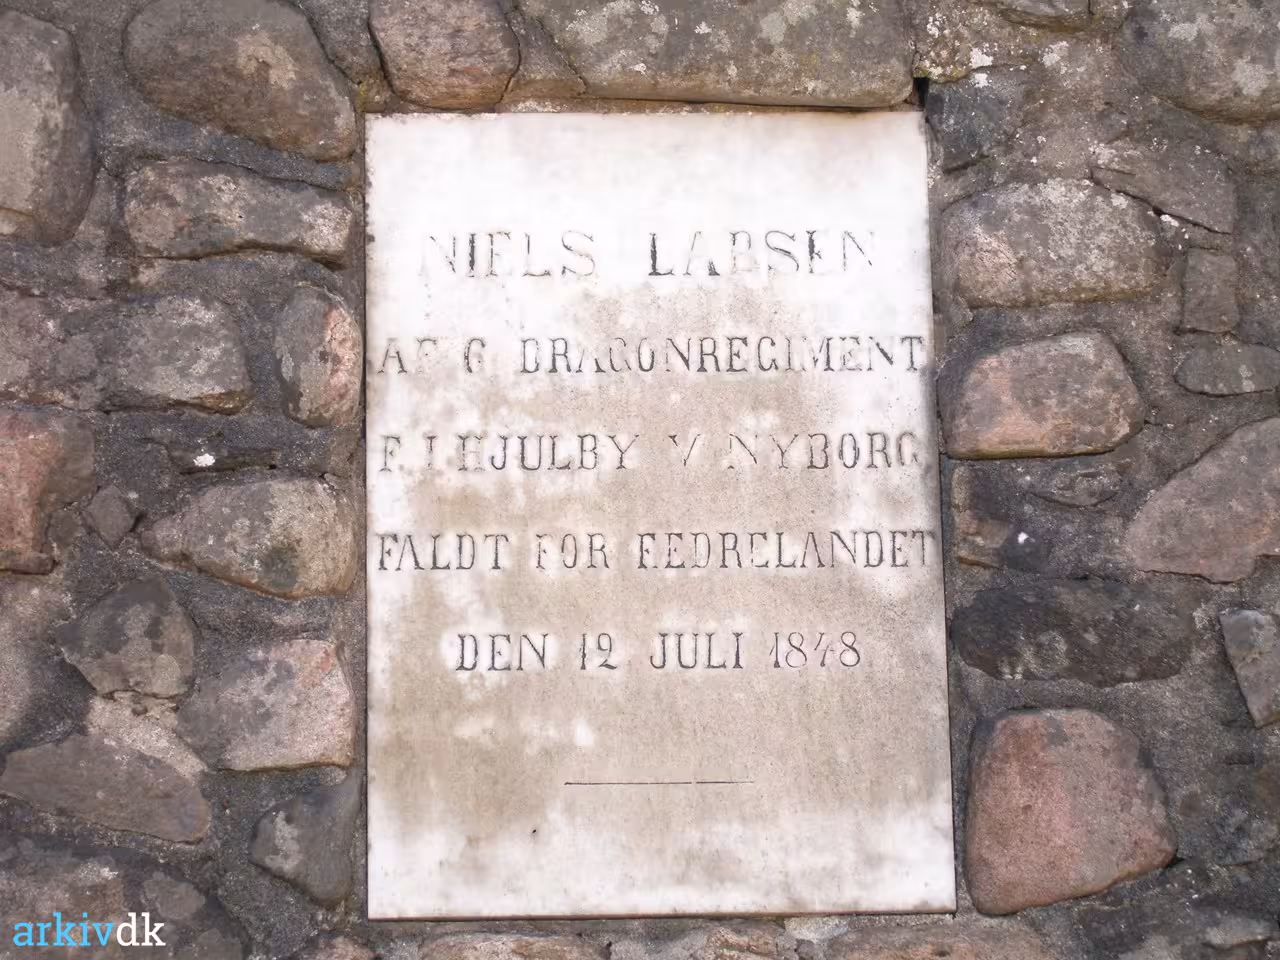 NIELS LARSEN
AF 6 DRAGONREGIMENT
F. I. HJULBY V. NYBORG
FALDT FOR FEDRELANDET
DEN 12 JULI 1848
arkivdk